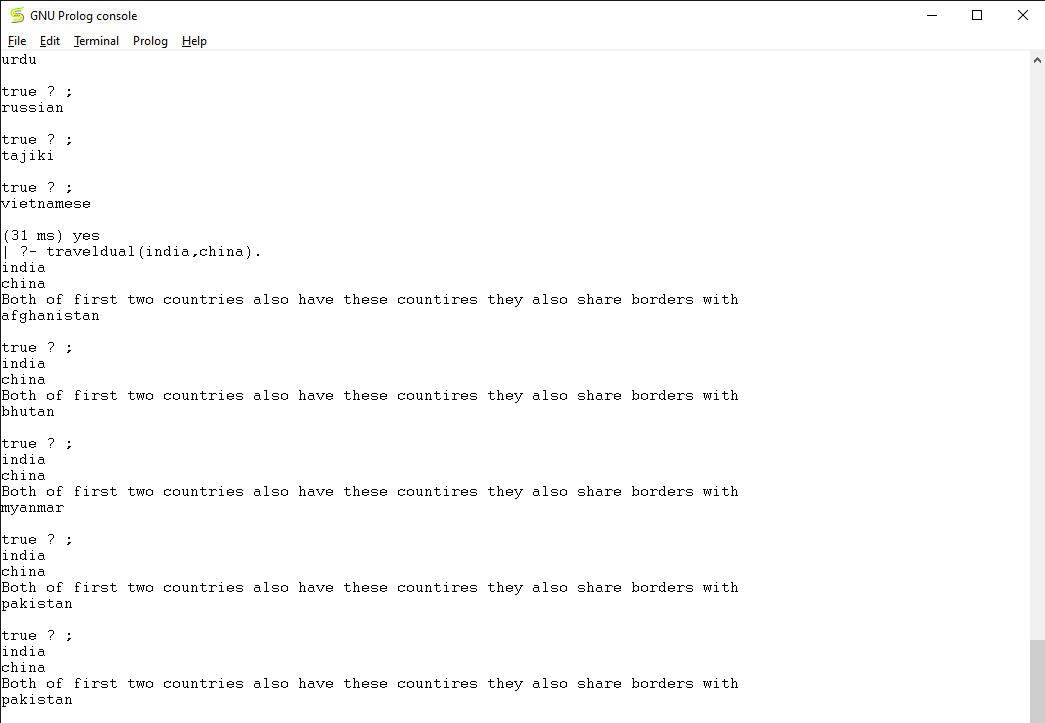 GNU Prolog console
File Edit Terminal Prolog Help
urdu
true ? ;
russian
true ? ;
tajiki
true ? ;
vietnamese
(31 ms) yes
| ?- traveldual(india,china).
india
china
Both of first two countries also have these countires they also share borders with
afghanistan
true ? ;
india
china
Both of first two countries also have these countires they also share borders with
bhutan
true ? ;
india
china
Both of first two countries also have these countires they also share borders with
myanmar
true ? ;
india
china
Both of first two countries also have these countires they also share borders with
pakistan
true ? ;
india
china
Both of first two countries also have these countires they also share borders with
pakistan